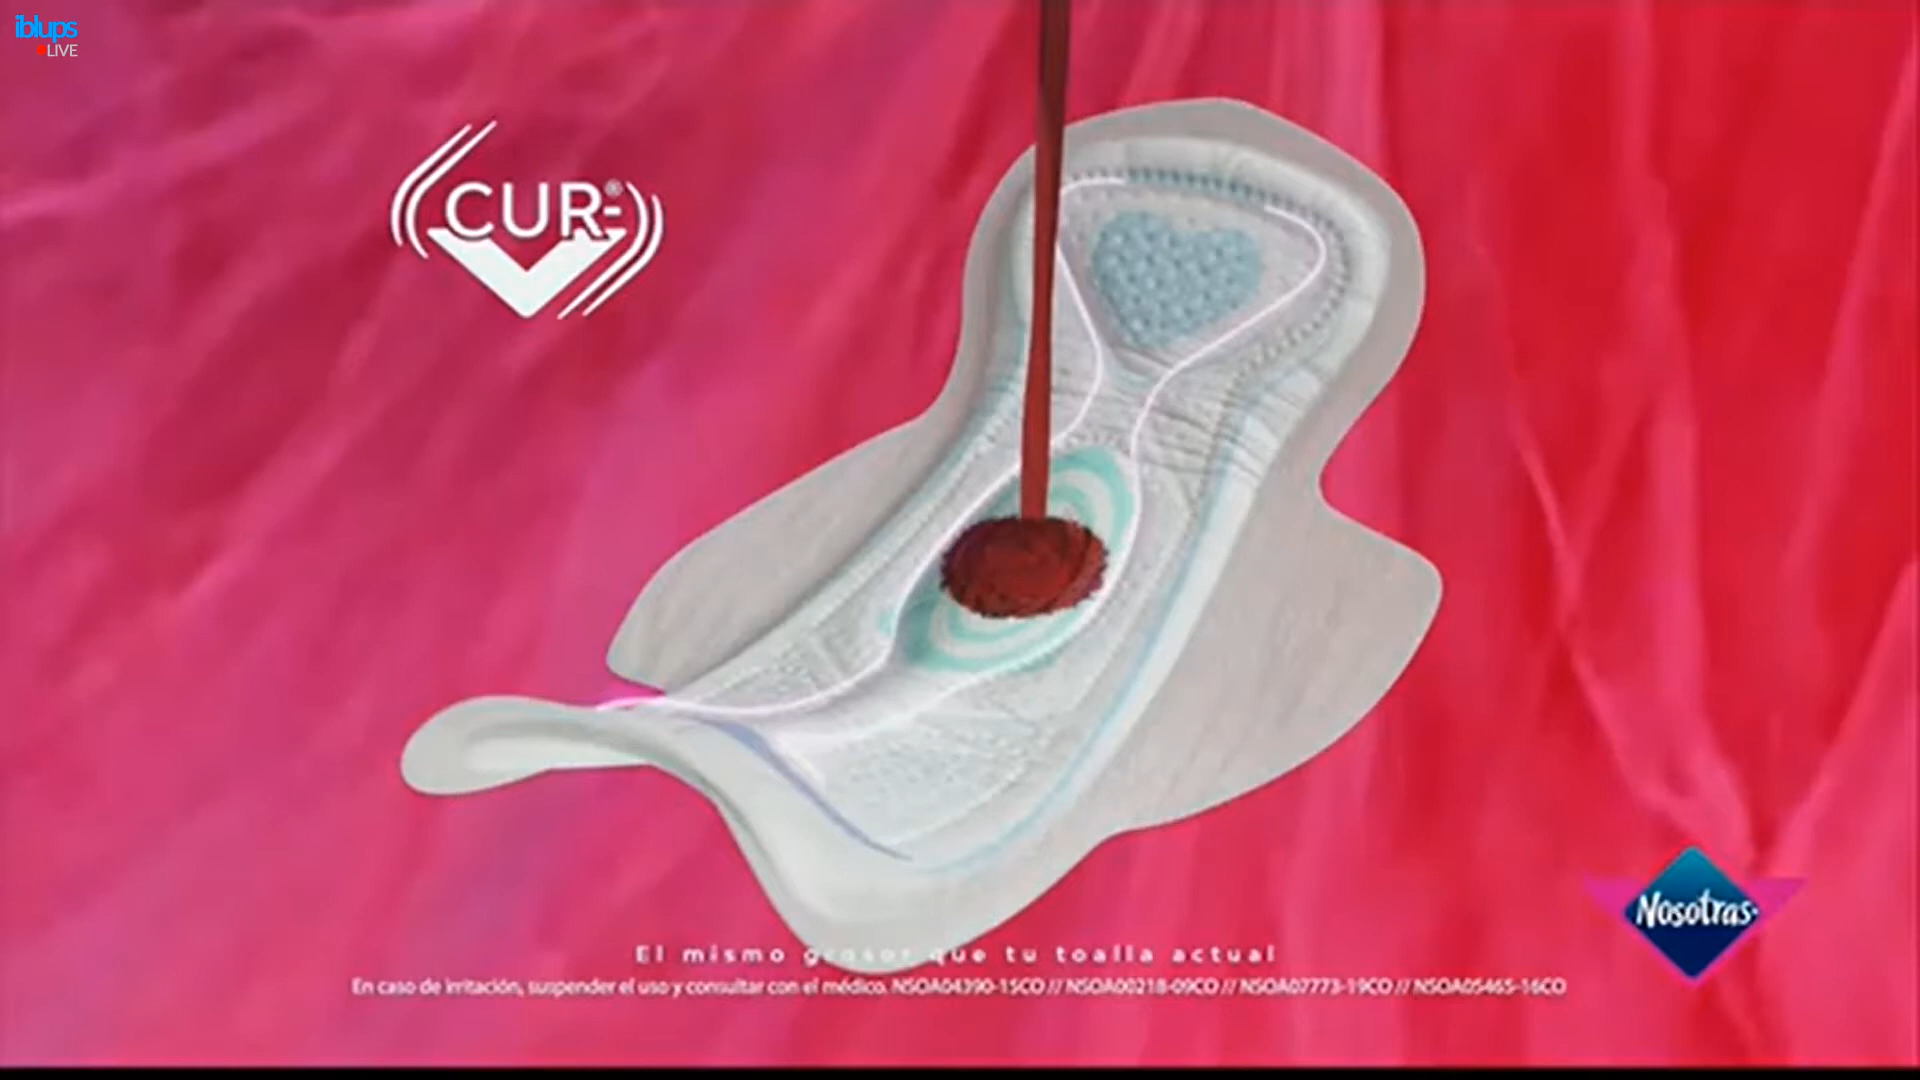 iblups
LIVE
CUR-®
Nosotras
El mismo grosor que tu toalla actual
En caso de irritación, suspender el uso y consultar con el médico. NSOA04390-15CO // NSOA00218-09CO // NSOA07773-19CO // NSOA05465-16CO